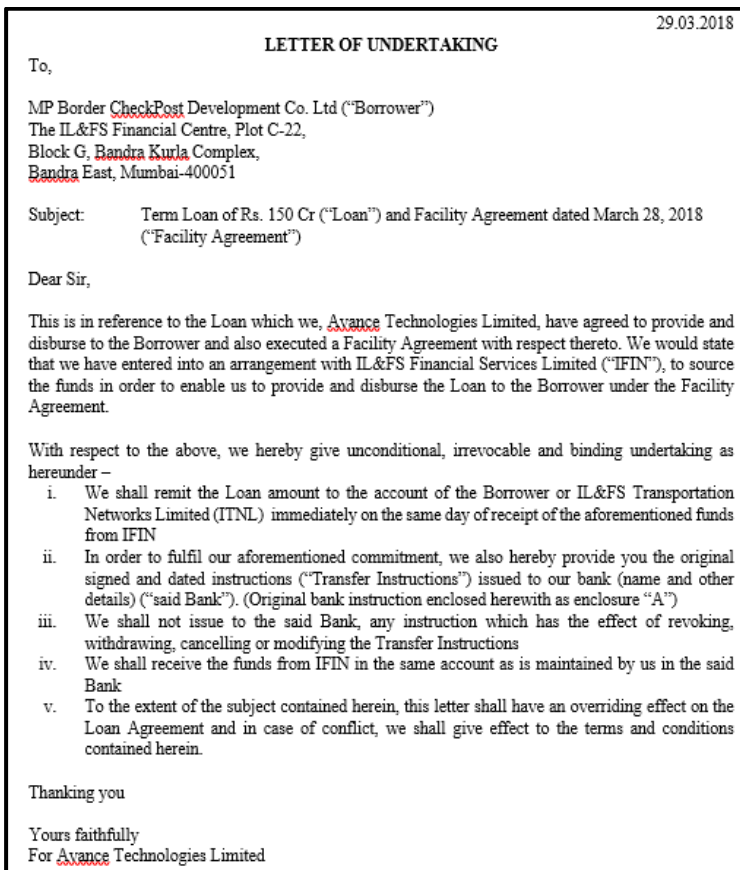 29.03.2018
LETTER OF UNDERTAKING
To,
MP Border CheckPost Development Co. Ltd (“Borrower”)
The IL&FS Financial Centre, Plot C-22,
Block G, Bandra Kurla Complex,
Bandra East, Mumbai-400051
Subject: Term Loan of Rs. 150 Cr (“Loan”) and Facility Agreement dated March 28, 2018
(“Facility Agreement”)
Dear Sir,
This is in reference to the Loan which we, Avance Technologies Limited, have agreed to provide and
disburse to the Borrower and also executed a Facility Agreement with respect thereto. We would state
that we have entered into an arrangement with IL&FS Financial Services Limited (“IFIN”), to source
the funds in order to enable us to provide and disburse the Loan to the Borrower under the Facility
Agreement.
With respect to the above, we hereby give unconditional, irrevocable and binding undertaking as
hereunder –
i. We shall remit the Loan amount to the account of the Borrower or IL&FS Transportation
Networks Limited (ITNL) immediately on the same day of receipt of the aforementioned funds
from IFIN
ii. In order to fulfil our aforementioned commitment, we also hereby provide you the original
signed and dated instructions (“Transfer Instructions”) issued to our bank (name and other
details) (“said Bank”). (Original bank instruction enclosed herewith as enclosure “A”)
iii. We shall not issue to the said Bank, any instruction which has the effect of revoking,
withdrawing, cancelling or modifying the Transfer Instructions
iv. We shall receive the funds from IFIN in the same account as is maintained by us in the said
Bank
v. To the extent of the subject contained herein, this letter shall have an overriding effect on the
Loan Agreement and in case of conflict, we shall give effect to the terms and conditions
contained herein.
Thanking you
Yours faithfully
For Avance Technologies Limited